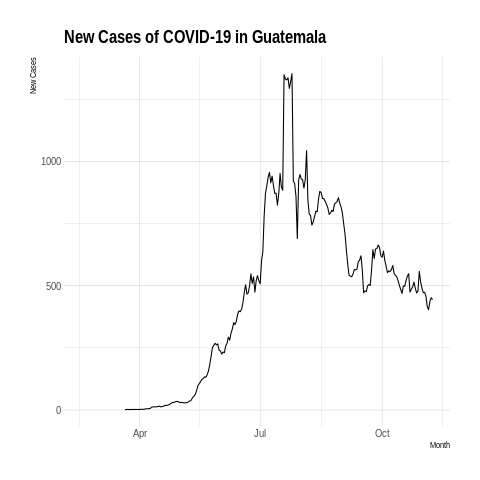 New Cases of COVID-19 in Guatemala
New Cases
1000
500
0
Apr Jul Oct
Month